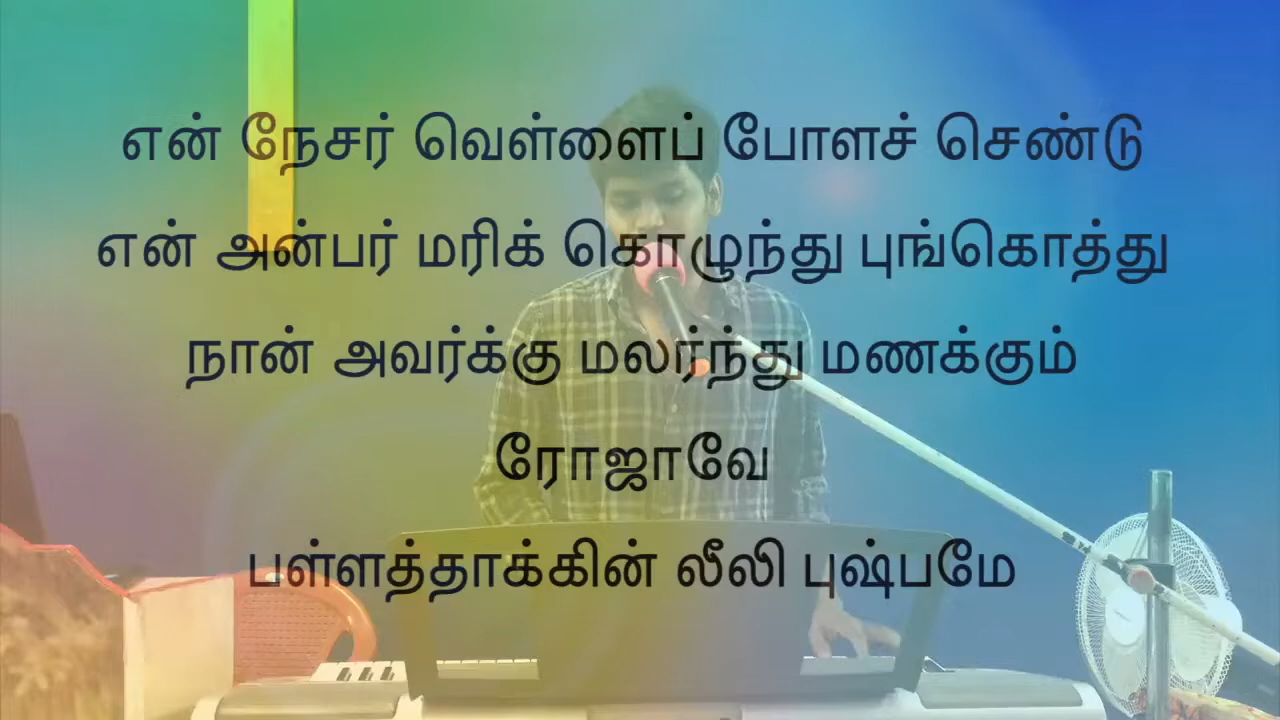 என் நேசர் வெள்ளைப் போளச் செண்டு
என் அன்பர் மரிக் கொழுந்து புங்கொத்து
நான் அவர்க்கு மலர்ந்து மணக்கும்
ரோஜாவே
பள்ளத்தாக்கின் லீலி புஷ்பமே